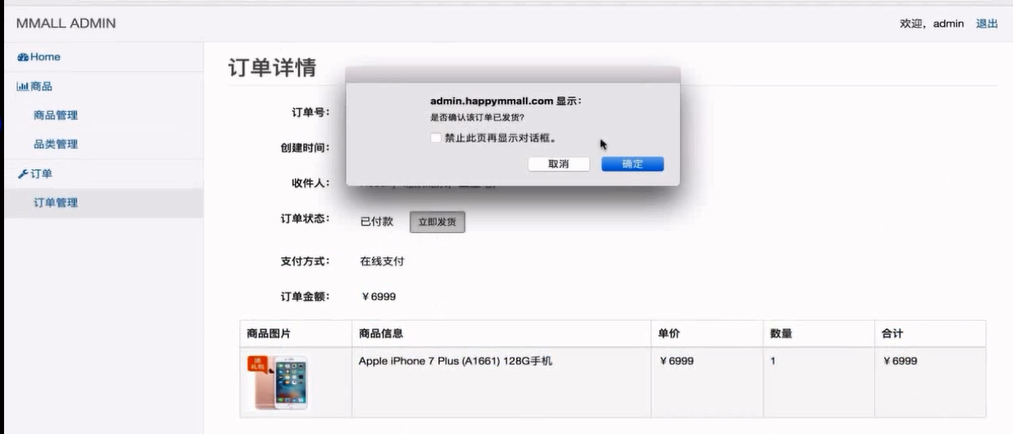 MMALL ADMIN
欢迎，admin 退出
Home
商品
商品管理
品类管理
订单
订单管理
订单详情
admin.happymmall.com 显示：
是否确认该订单已发货？
禁止此页再显示对话框。
取消 确定
订单号：
创建时间：
收件人：
订单状态： 已付款 立即发货
支付方式： 在线支付
订单金额： ￥6999
商品图片 商品信息 单价 数量 合计
Apple iPhone 7 Plus (A1661) 128G手机 ￥6999 1 ￥6999